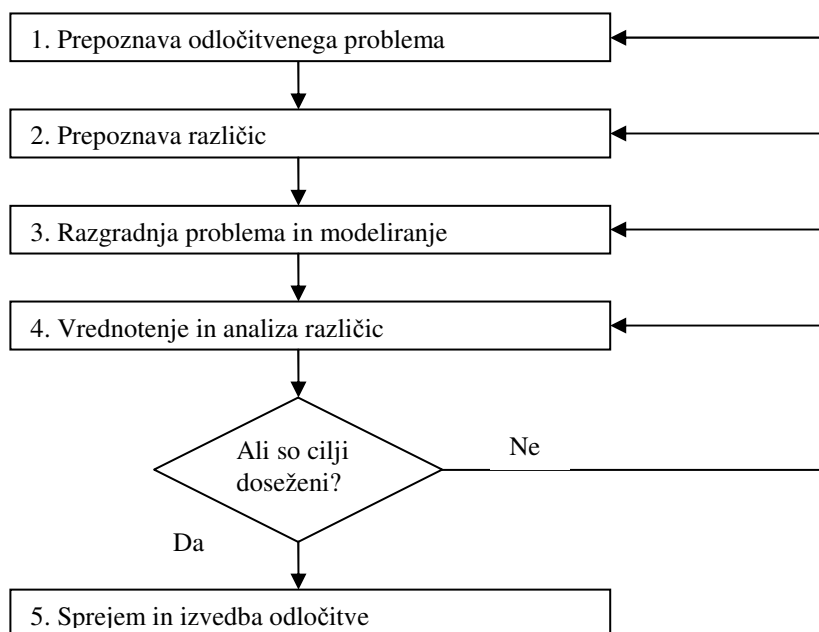 1. Prepoznava odločitvenega problema
2. Prepoznava različic
3. Razgradnja problema in modeliranje
4. Vrednotenje in analiza različic
Ali so cilji
doseženi?
Ne
Da
5. Sprejem in izvedba odločitve